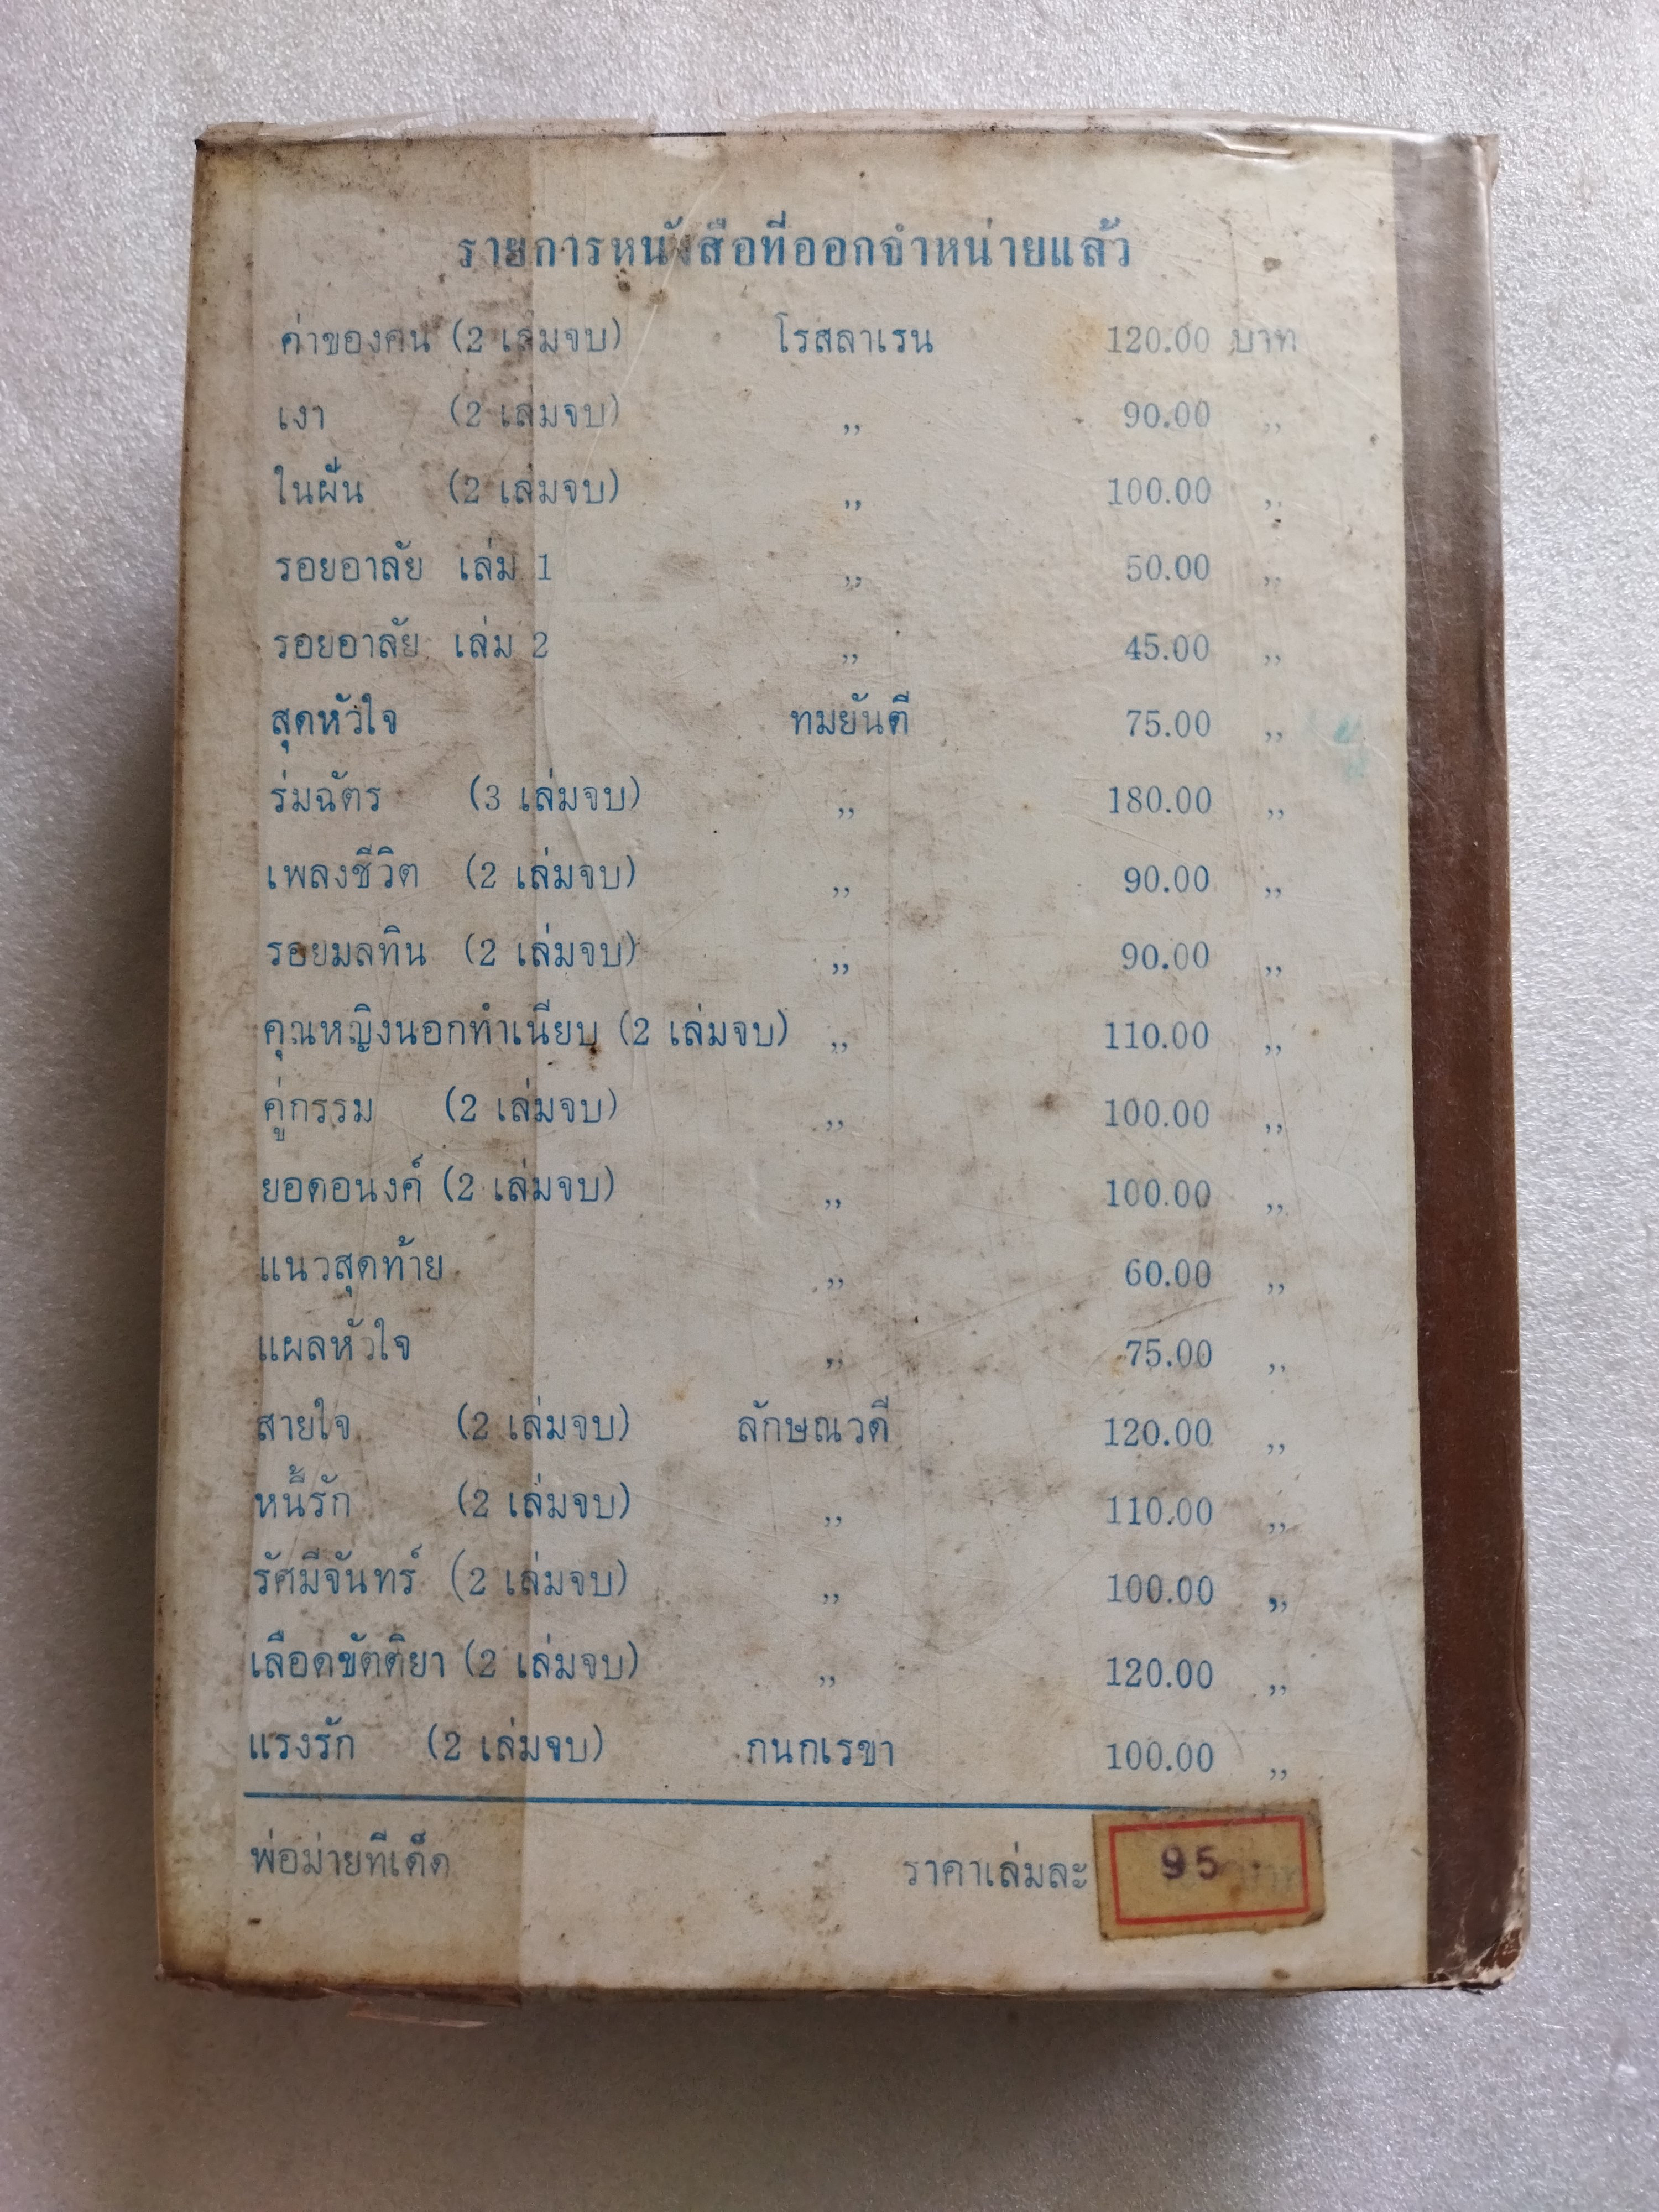 รายการหนังสือที่ออกจำหน่ายแล้ว
ค่าของคน (2 เล่มจบ) โรสลาเรน 120.00 บาท
เงา (2 เล่มจบ) ,, 90.00 ,,
ในฝัน (2 เล่มจบ) ,, 100.00 ,,
รอยอาลัย เล่ม 1 ,, 50.00 ,,
รอยอาลัย เล่ม 2 ,, 45.00 ,,
สุดหัวใจ ทมยันตี 75.00 ,,
ร่มฉัตร (3 เล่มจบ) ,, 180.00 ,,
เพลงชีวิต (2 เล่มจบ) ,, 90.00 ,,
รอยมลทิน (2 เล่มจบ) ,, 90.00 ,,
คุณหญิงนอกทำเนียบ (2 เล่มจบ) ,, 110.00 ,,
คู่กรรม (2 เล่มจบ) ,, 100.00 ,,
ยอดอนงค์ (2 เล่มจบ) ,, 100.00 ,,
แนวสุดท้าย ,, 60.00 ,,
แผลหัวใจ ,, 75.00 ,,
สายใจ (2 เล่มจบ) ลักษณวดี 120.00 ,,
หนี้รัก (2 เล่มจบ) ,, 110.00 ,,
รัศมีจันทร์ (2 เล่มจบ) ,, 100.00 ,,
เลือดขัตติยา (2 เล่มจบ) ,, 120.00 ,,
แรงรัก (2 เล่มจบ) กนกเรขา 100.00 ,,
พ่อม่ายทีเด็ด ราคาเล่มละ 95